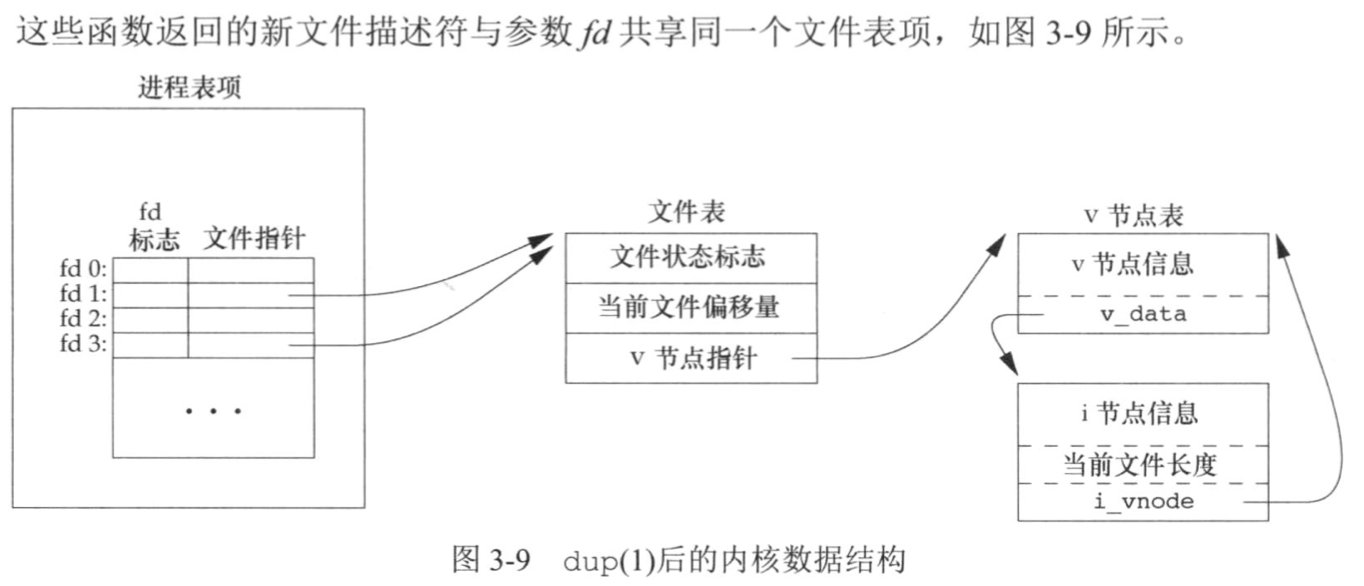 这些函数返回的新文件描述符与参数 fd 共享同一个文件表项，如图 3-9 所示。
进程表项
fd
标志 文件指针
fd 0:
fd 1:
fd 2:
fd 3:
· · ·
文件表
文件状态标志
当前文件偏移量
v 节点指针
v 节点表
v 节点信息
v_data
i 节点信息
当前文件长度
i_vnode
图 3-9 dup(1)后的内核数据结构